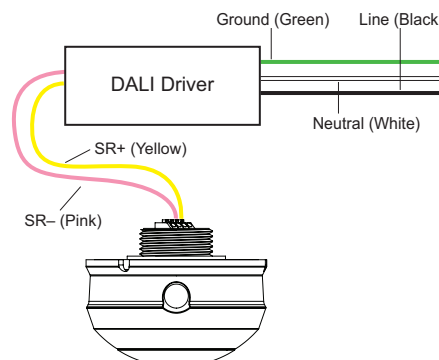 Ground (Green)
Line (Black)
DALI Driver
Neutral (White)
SR+ (Yellow)
SR– (Pink)